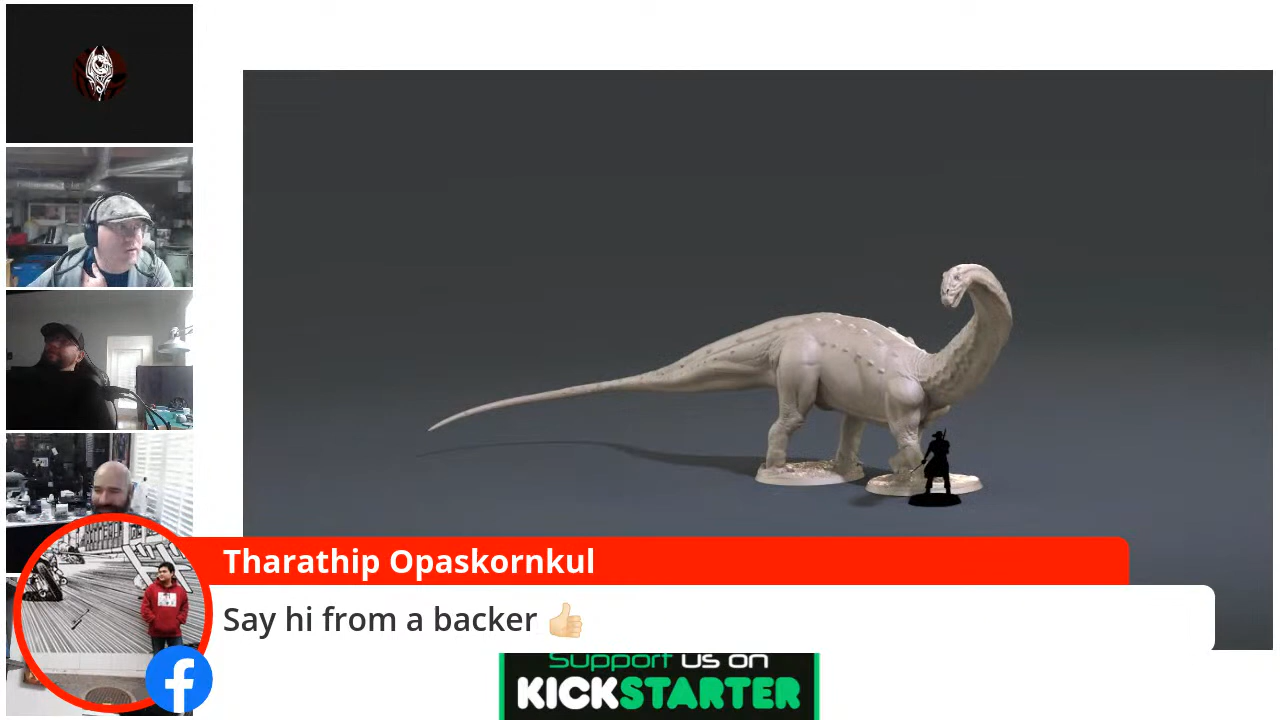 Tharathip Opaskornkul
Say hi from a backer 👍🏻
Support us on
KICKSTARTER